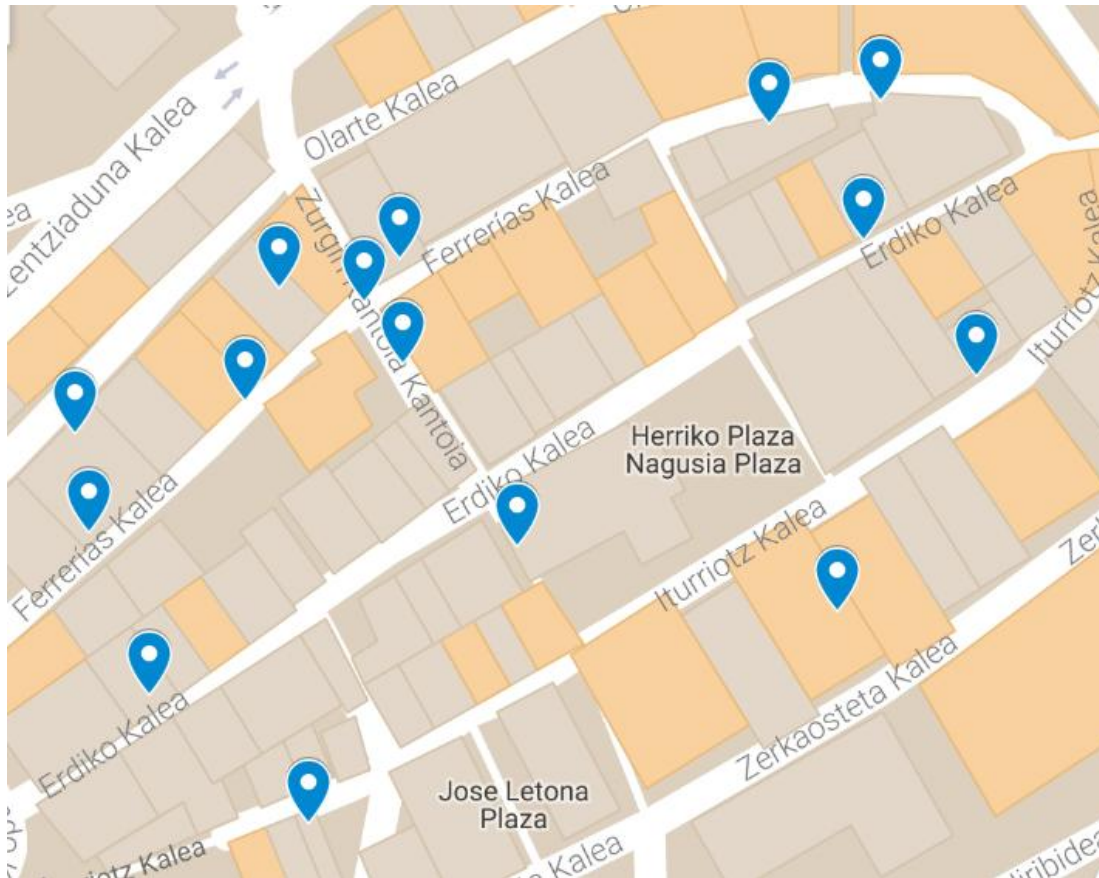 Olarte Kalea
Zentziaduna Kalea
Zurgin Kantoia Kantoia
Ferrerías Kalea
Erdiko Kalea
Iturriotz Kalea
Herriko Plaza
Nagusia Plaza
Erdiko Kalea
Ferrerías Kalea
Iturriotz Kalea
Zerkaosteta Kalea
Erdiko Kalea
Jose Letona
Plaza
Kalea